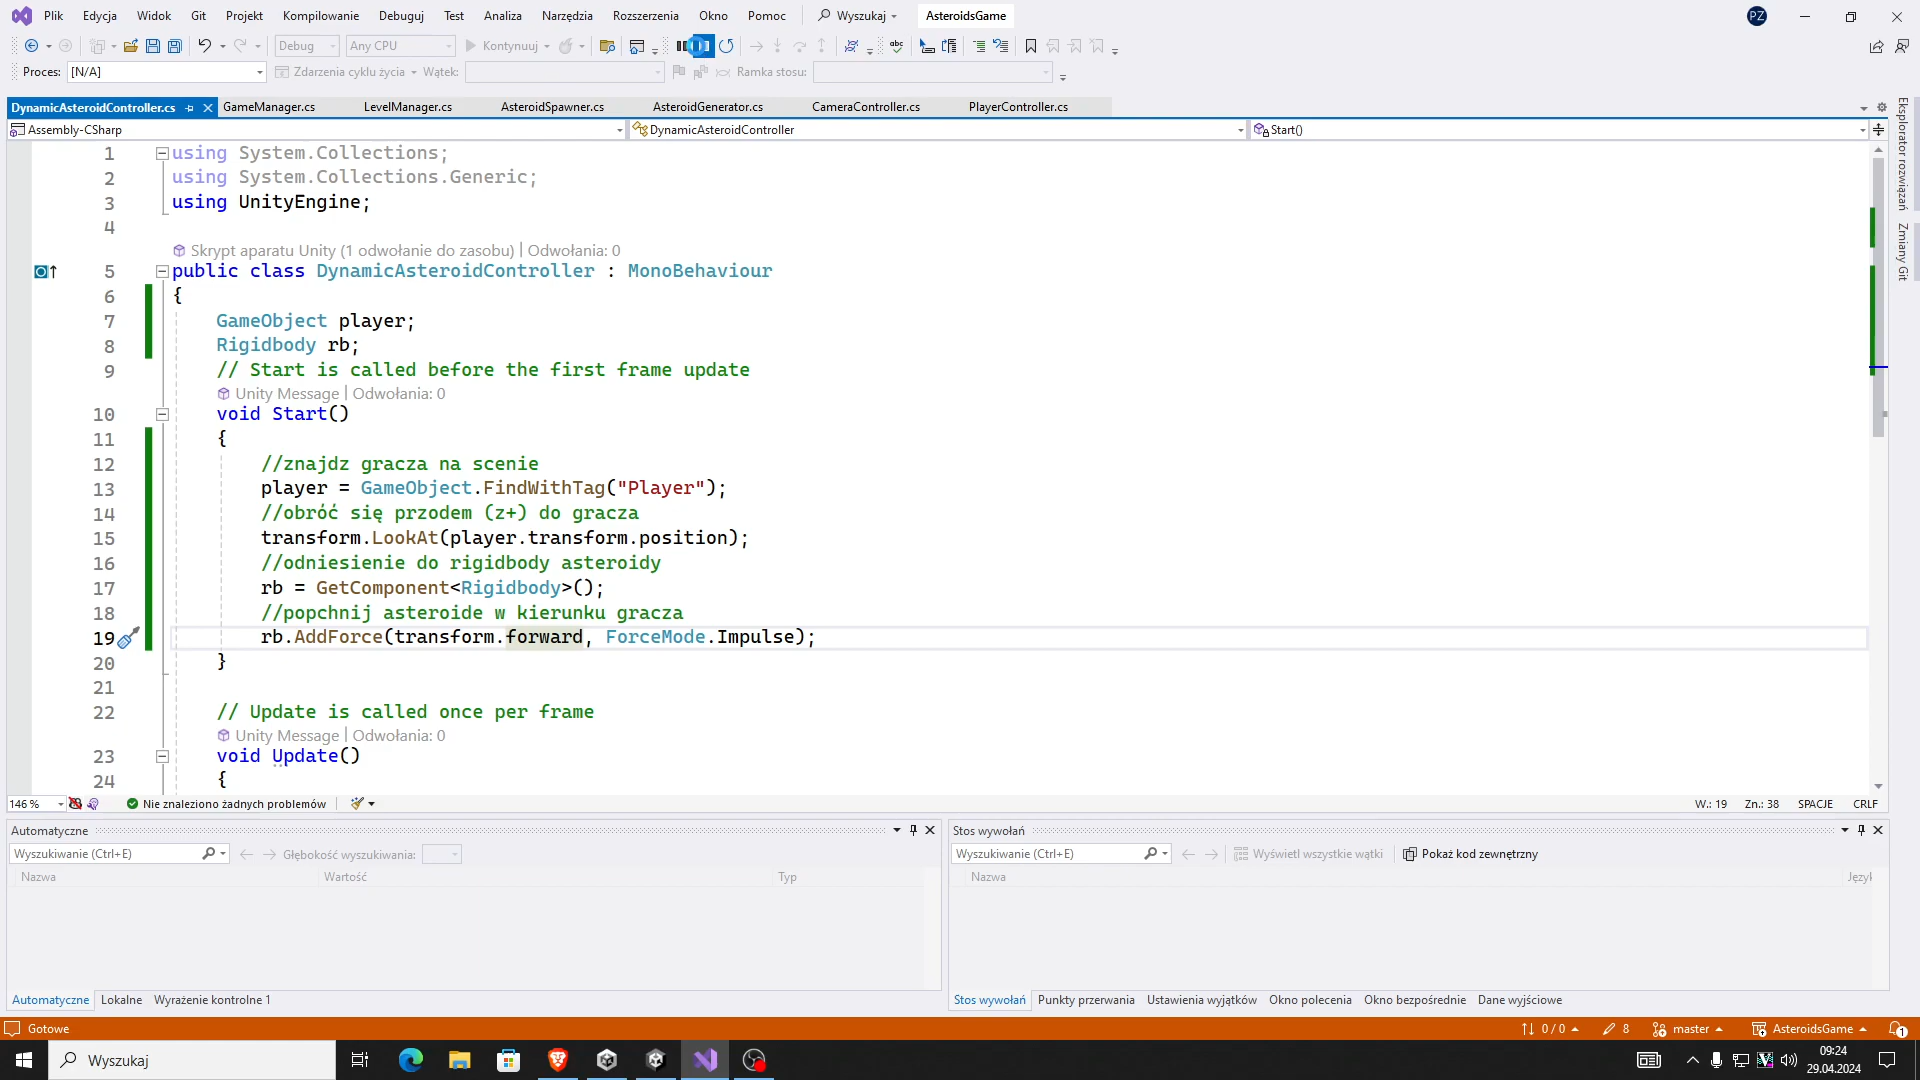 Plik Edycja Widok Git Projekt Kompilowanie Debuguj Test Analiza Narzędzia Rozszerzenia Okno Pomoc Wyszukaj AsteroidsGame PZ
Debug Any CPU Kontynuuj
Proces: [N/A] Zdarzenia cyklu życia Wątek: Ramka stosu:
DynamicAsteroidController.cs GameManager.cs LevelManager.cs AsteroidSpawner.cs AsteroidGenerator.cs CameraController.cs PlayerController.cs
Assembly-CSharp DynamicAsteroidController Start()
1 using System.Collections;
2 using System.Collections.Generic;
3 using UnityEngine;
4
Skrypt aparatu Unity (1 odwołanie do zasobu) | Odwołania: 0
5 public class DynamicAsteroidController : MonoBehaviour
6 {
7 GameObject player;
8 Rigidbody rb;
9 // Start is called before the first frame update
Unity Message | Odwołania: 0
10 void Start()
11 {
12 //znajdz gracza na scenie
13 player = GameObject.FindWithTag("Player");
14 //obróć się przodem (z+) do gracza
15 transform.LookAt(player.transform.position);
16 //odniesienie do rigidbody asteroidy
17 rb = GetComponent<Rigidbody>();
18 //popchnij asteroide w kierunku gracza
19 rb.AddForce(transform.forward, ForceMode.Impulse);
20 }
21
22 // Update is called once per frame
Unity Message | Odwołania: 0
23 void Update()
24 {
146 % Nie znaleziono żadnych problemów W.: 19 Zn.: 38 SPACJE CRLF
Eksplorator rozwiązań
Zmiany Git
Automatyczne
Wyszukiwanie (Ctrl+E) Głębokość wyszukiwania:
Nazwa Wartość Typ
Automatyczne Lokalne Wyrażenie kontrolne 1
Stos wywołań
Wyszukiwanie (Ctrl+E) Wyświetl wszystkie wątki Pokaż kod zewnętrzny
Nazwa Język
Stos wywołań Punkty przerwania Ustawienia wyjątków Okno polecenia Okno bezpośrednie Dane wyjściowe
Gotowe 0 / 0 8 master AsteroidsGame 1
Wyszukaj
09:24
29.04.2024